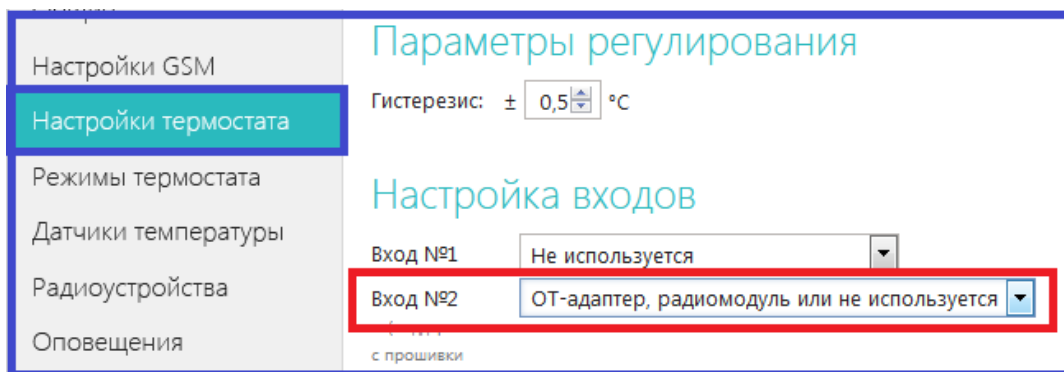 Настройки GSM
Настройки термостата
Режимы термостата
Датчики температуры
Радиоустройства
Оповещения
Параметры регулирования
Гистерезис: ± 0,5 °C
Настройка входов
Вход №1 Не используется
Вход №2 ОТ-адаптер, радиомодуль или не используется
с прошивки